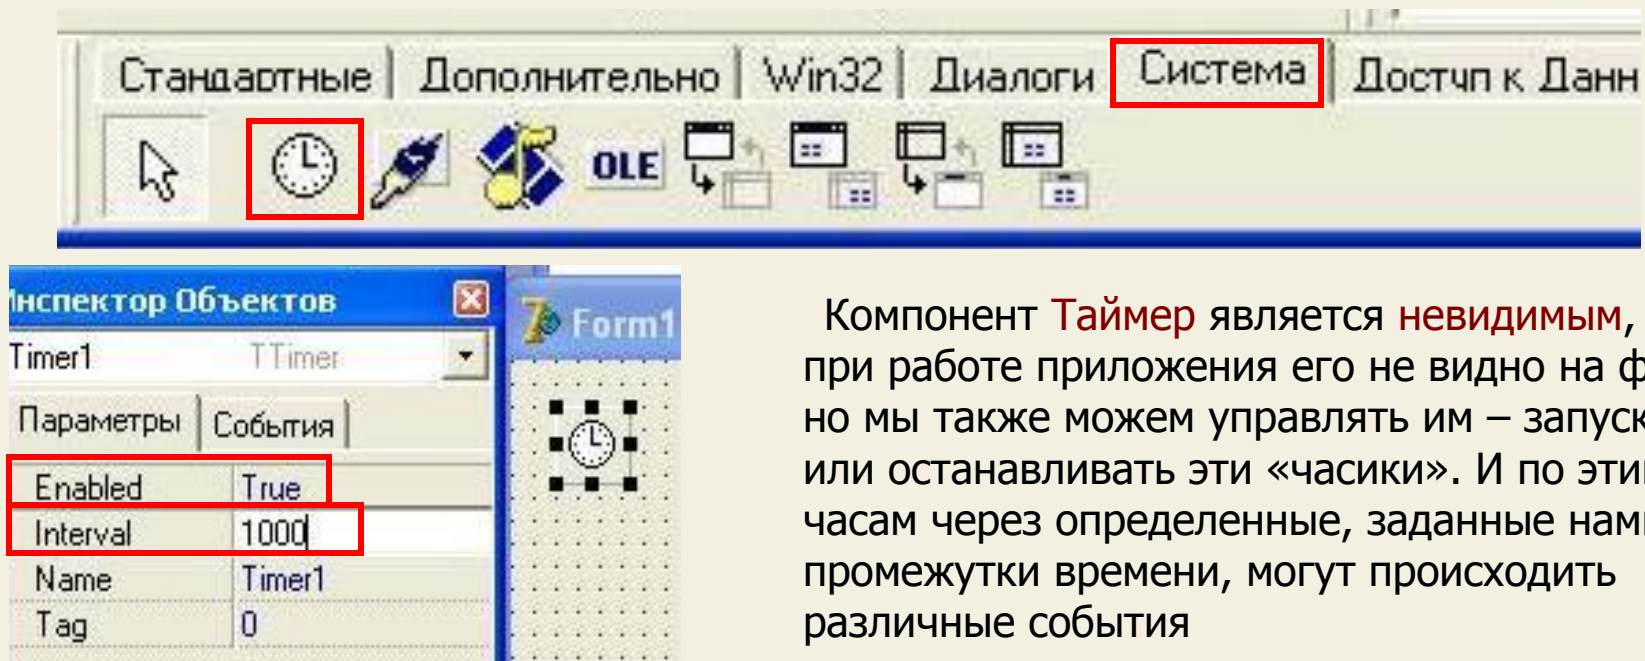 Стандартные Дополнительно Win32 Диалоги Система Доступ к Данн
OLE
Инспектор Объектов
Timer1 TTimer
Параметры События
Enabled True
Interval 1000
Name Timer1
Tag 0
7 Form1
Компонент Таймер является невидимым,
при работе приложения его не видно на ф
но мы также можем управлять им – запуск
или останавливать эти «часики». И по эти
часам через определенные, заданные нами
промежутки времени, могут происходить
различные события